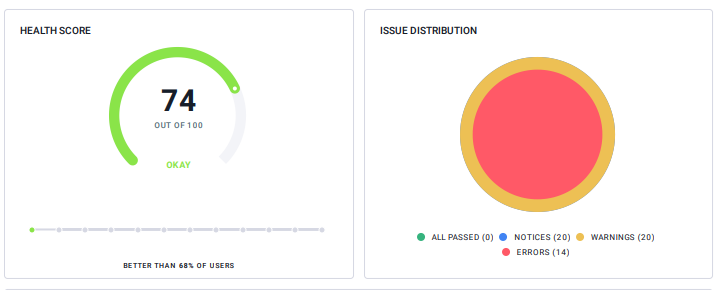 HEALTH SCORE
74
OUT OF 100
OKAY
BETTER THAN 68% OF USERS
ISSUE DISTRIBUTION
ALL PASSED (0) NOTICES (20) WARNINGS (20)
ERRORS (14)